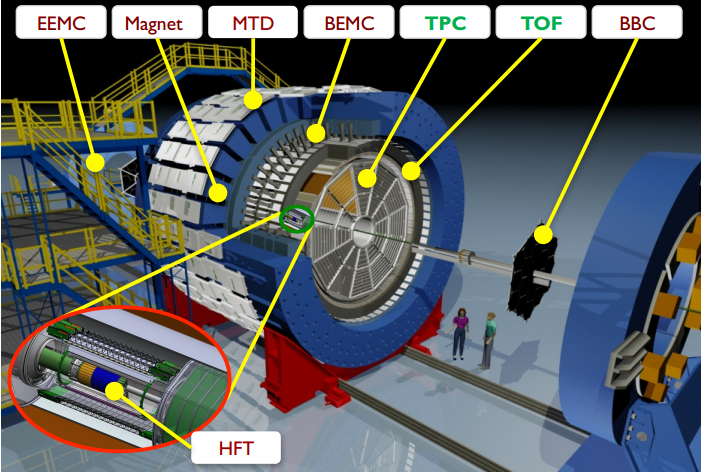 EEMC
Magnet
MTD
BEMC
TPC
TOF
BBC
HFT